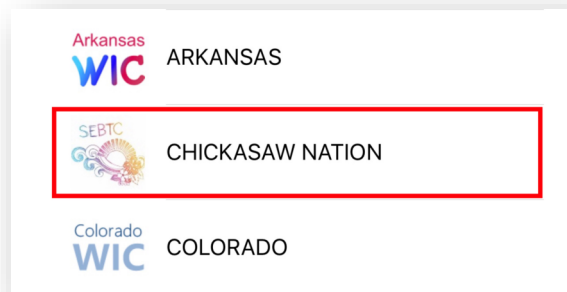 Arkansas
WIC
ARKANSAS
SEBTC
CHICKASAW NATION
Colorado
WIC
COLORADO